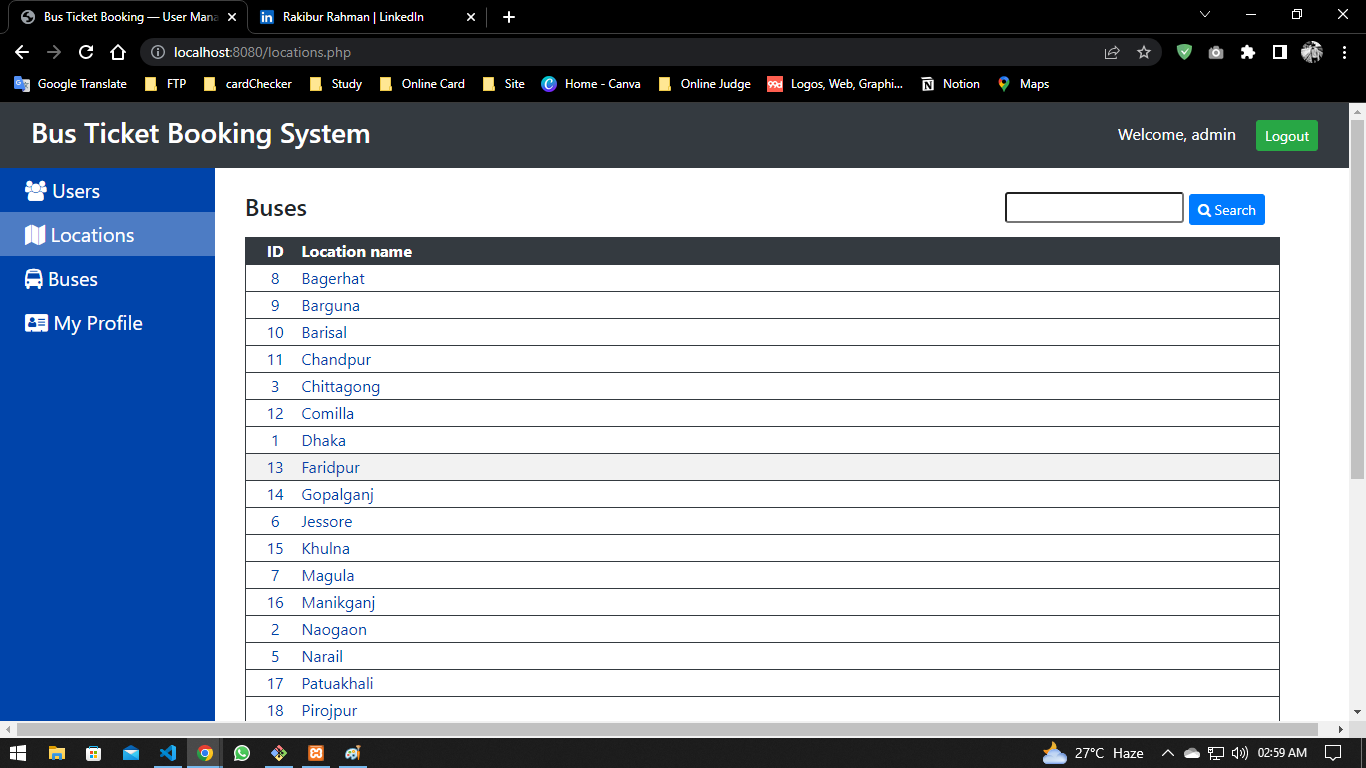 Bus Ticket Booking — User Mana
Rakibur Rahman | LinkedIn
localhost:8080/locations.php
Google Translate FTP cardChecker Study Online Card Site Home - Canva Online Judge 99d Logos, Web, Graphi... Notion Maps
Bus Ticket Booking System
Welcome, admin Logout
Users
Locations
Buses
My Profile
Buses
Search
ID Location name
8 Bagerhat
9 Barguna
10 Barisal
11 Chandpur
3 Chittagong
12 Comilla
1 Dhaka
13 Faridpur
14 Gopalganj
6 Jessore
15 Khulna
7 Magula
16 Manikganj
2 Naogaon
5 Narail
17 Patuakhali
18 Pirojpur
27°C Haze 02:59 AM